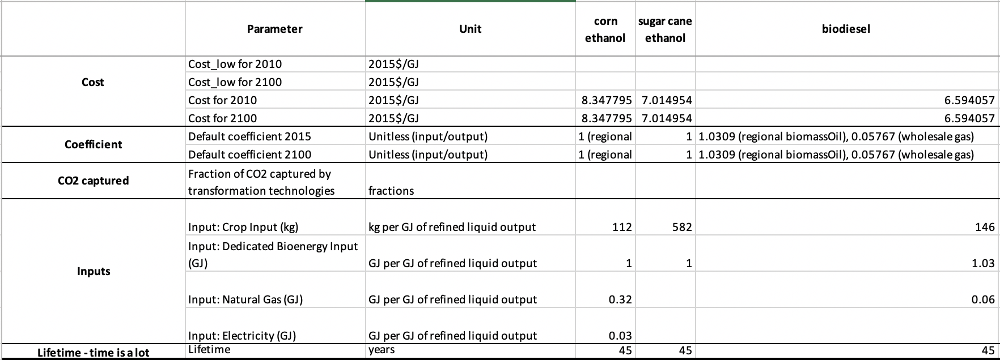 Parameter Unit corn ethanol sugar cane ethanol biodiesel
Cost
Cost_low for 2010 2015$/GJ
Cost_low for 2100 2015$/GJ
Cost for 2010 2015$/GJ 8.347795 7.014954 6.594057
Cost for 2100 2015$/GJ 8.347795 7.014954 6.594057
Coefficient
Default coefficient 2015 Unitless (input/output) 1 (regional 1 1.0309 (regional biomassOil), 0.05767 (wholesale gas)
Default coefficient 2100 Unitless (input/output) 1 (regional 1 1.0309 (regional biomassOil), 0.05767 (wholesale gas)
CO2 captured
Fraction of CO2 captured by
transformation technologies fractions
Inputs
Input: Crop Input (kg) kg per GJ of refined liquid output 112 582 146
Input: Dedicated Bioenergy Input
(GJ) GJ per GJ of refined liquid output 1 1 1.03
Input: Natural Gas (GJ) GJ per GJ of refined liquid output 0.32 0.06
Input: Electricity (GJ) GJ per GJ of refined liquid output 0.03
Lifetime - time is a lot Lifetime years 45 45 45